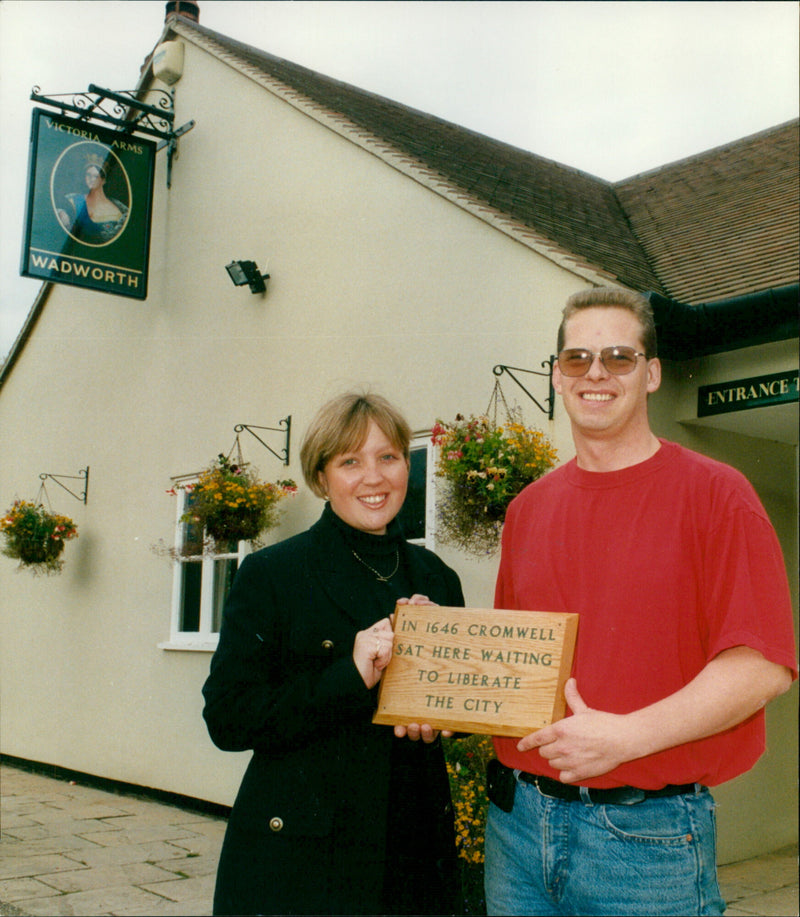 VICTORIA ARMS
WADWORTH
ENTRANCE
IN 1646 CROMWELL
SAT HERE WAITING
TO LIBERATE
THE CITY